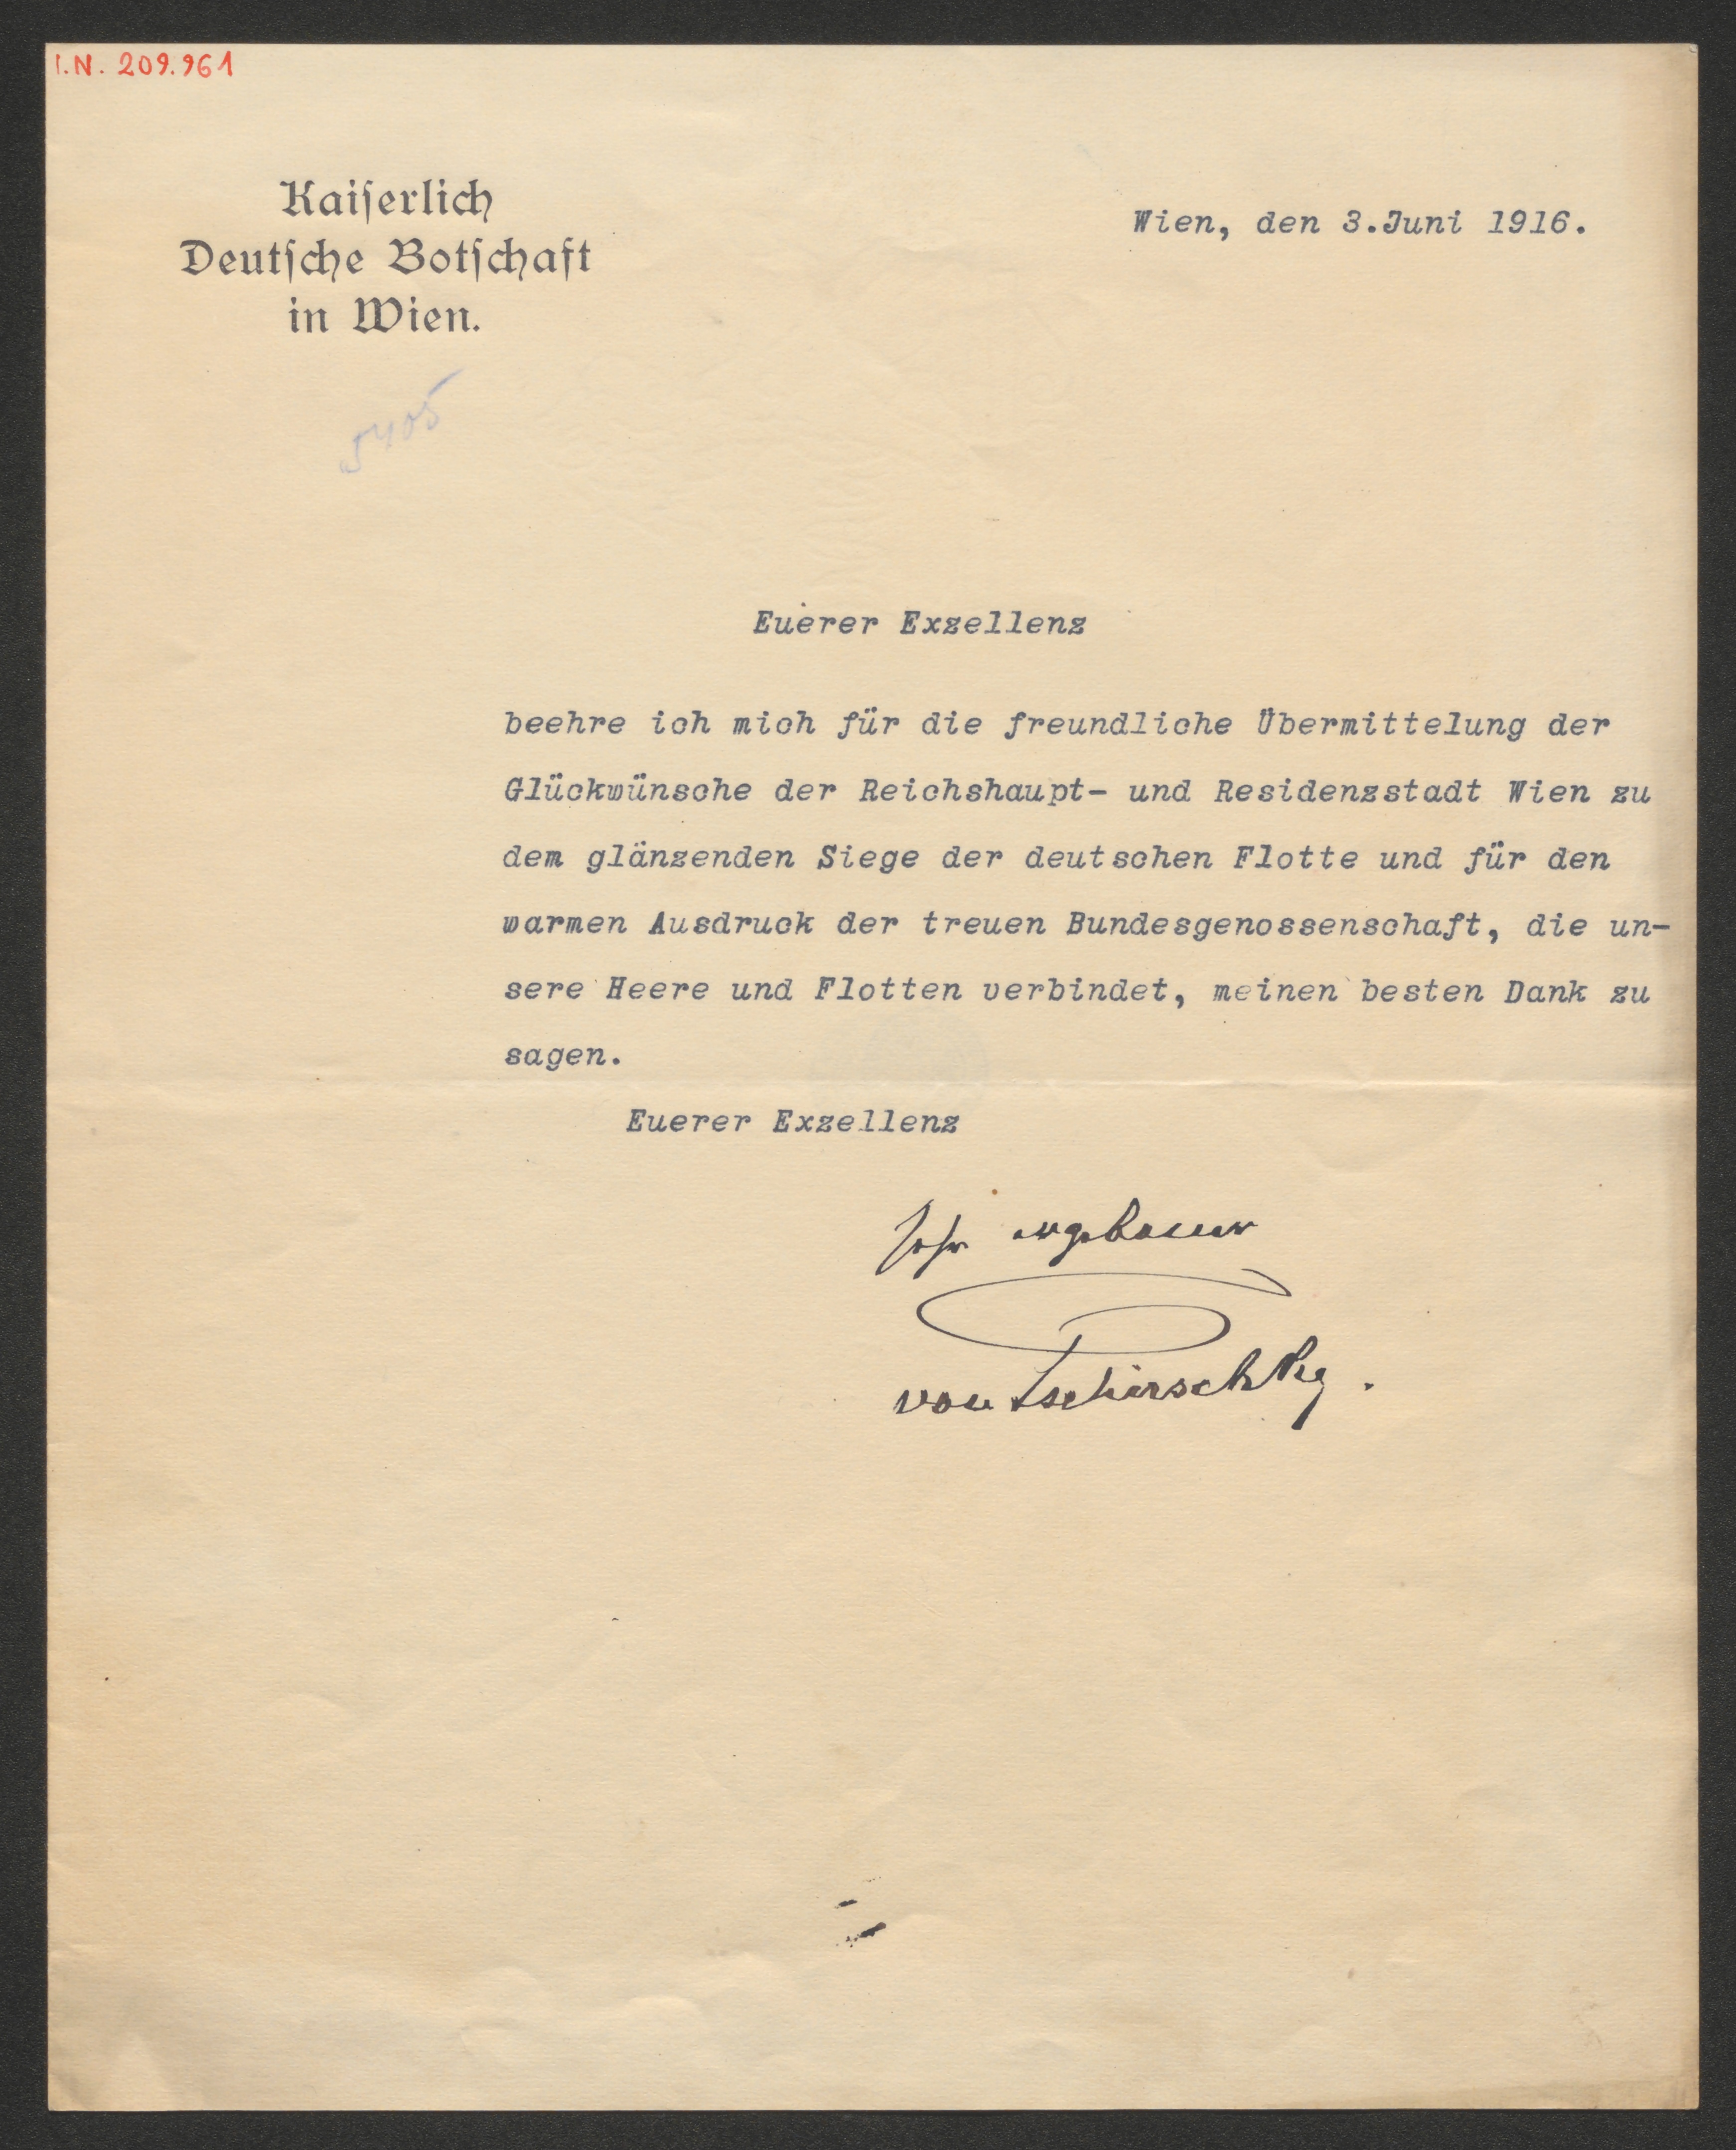 I.N. 209.961
Kaiserlich
Deutsche Botschaft
in Wien.
Wien, den 3.Juni 1916.
5405
Euerer Exzellenz
beehre ich mich für die freundliche Übermittelung der
Glückwünsche der Reichshaupt- und Residenzstadt Wien zu
dem glänzenden Siege der deutschen Flotte und für den
warmen Ausdruck der treuen Bundesgenossenschaft, die un-
sere Heere und Flotten verbindet, meinen besten Dank zu
sagen.
Euerer Exzellenz
sehr ergebener
von Tschirschky.